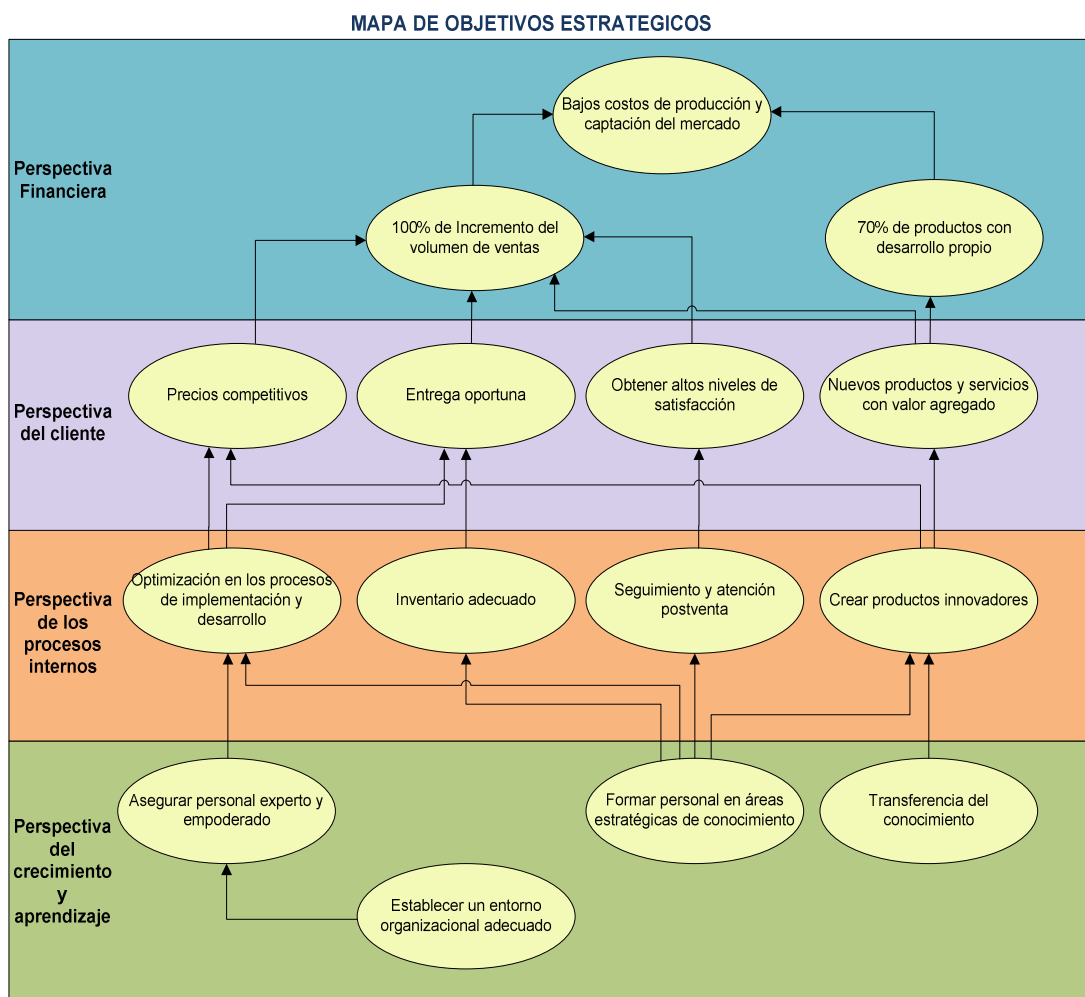 MAPA DE OBJETIVOS ESTRATEGICOS
Perspectiva
Financiera
Bajos costos de producción y
captación del mercado
100% de Incremento del
volumen de ventas
70% de productos con
desarrollo propio
Perspectiva
del cliente
Precios competitivos
Entrega oportuna
Obtener altos niveles de
satisfacción
Nuevos productos y servicios
con valor agregado
Perspectiva
de los
procesos
internos
Optimización en los procesos
de implementación y
desarrollo
Inventario adecuado
Seguimiento y atención
postventa
Crear productos innovadores
Perspectiva
del
crecimiento
y
aprendizaje
Asegurar personal experto y
empoderado
Formar personal en áreas
estratégicas de conocimiento
Transferencia del
conocimiento
Establecer un entorno
organizacional adecuado